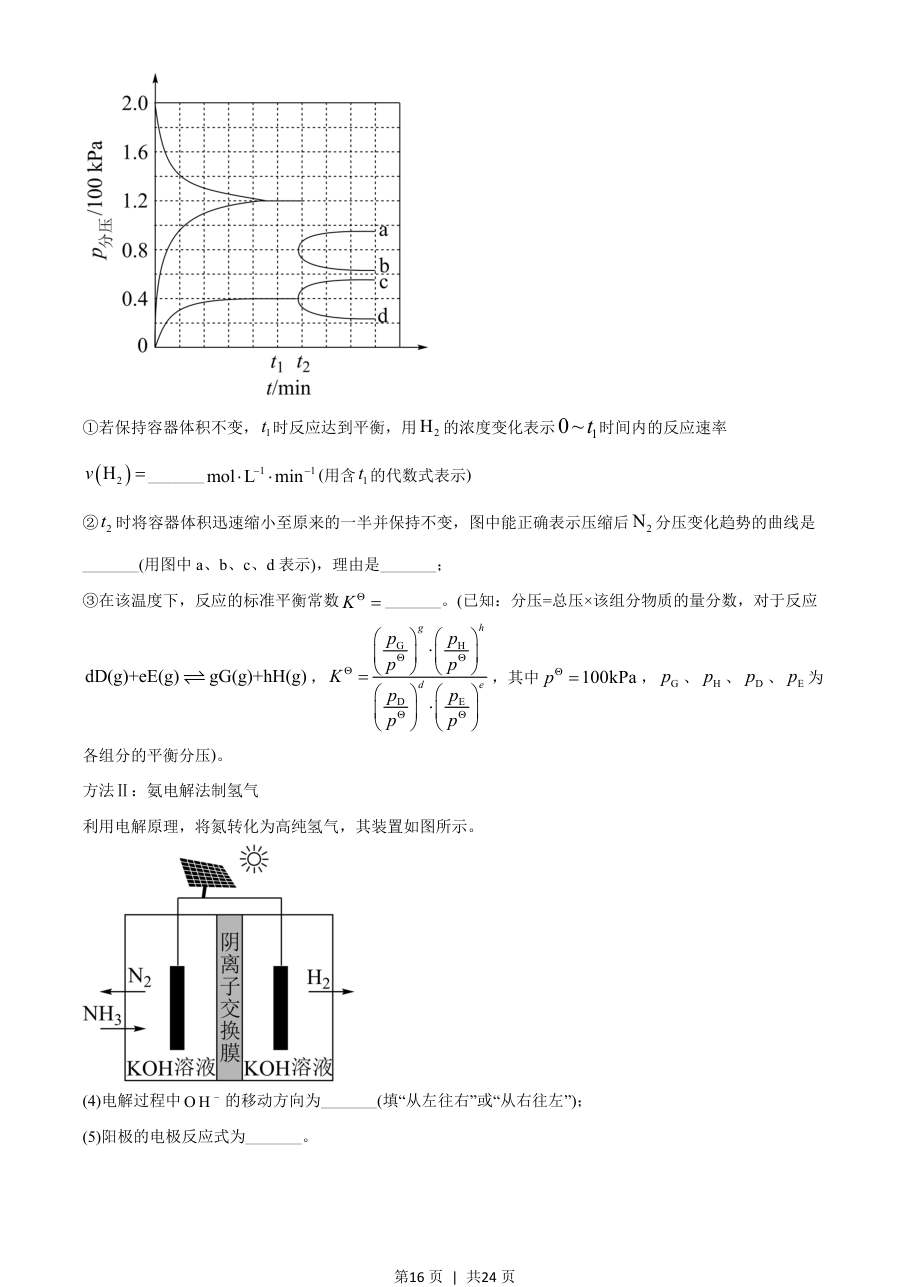 2.0
1.6
1.2
0.8
0.4
0
p分压/100 kPa
a
b
c
d
t₁ t₂
t/min
①若保持容器体积不变，t₁时反应达到平衡，用H₂的浓度变化表示0~t₁时间内的反应速率
v(H₂)=_______mol·L⁻¹·min⁻¹(用含t₁的代数式表示)
②t₂时将容器体积迅速缩小至原来的一半并保持不变，图中能正确表示压缩后N₂分压变化趋势的曲线是
_______(用图中 a、b、c、d 表示)，理由是_______；
③在该温度下，反应的标准平衡常数K^Θ=_______。(已知：分压=总压×该组分物质的量分数，对于反应
dD(g)+eE(g)⇌gG(g)+hH(g)，K^Θ=((p_G/p^Θ)^g·(p_H/p^Θ)^h)/((p_D/p^Θ)^d·(p_E/p^Θ)^e)，其中p^Θ=100kPa，p_G、p_H、p_D、p_E为
各组分的平衡分压)。
方法Ⅱ：氨电解法制氢气
利用电解原理，将氮转化为高纯氢气，其装置如图所示。
阴离子交换膜
N₂
H₂
NH₃
KOH溶液
KOH溶液
(4)电解过程中OH⁻的移动方向为_______(填“从左往右”或“从右往左”)；
(5)阳极的电极反应式为_______。
第16 页 | 共24 页